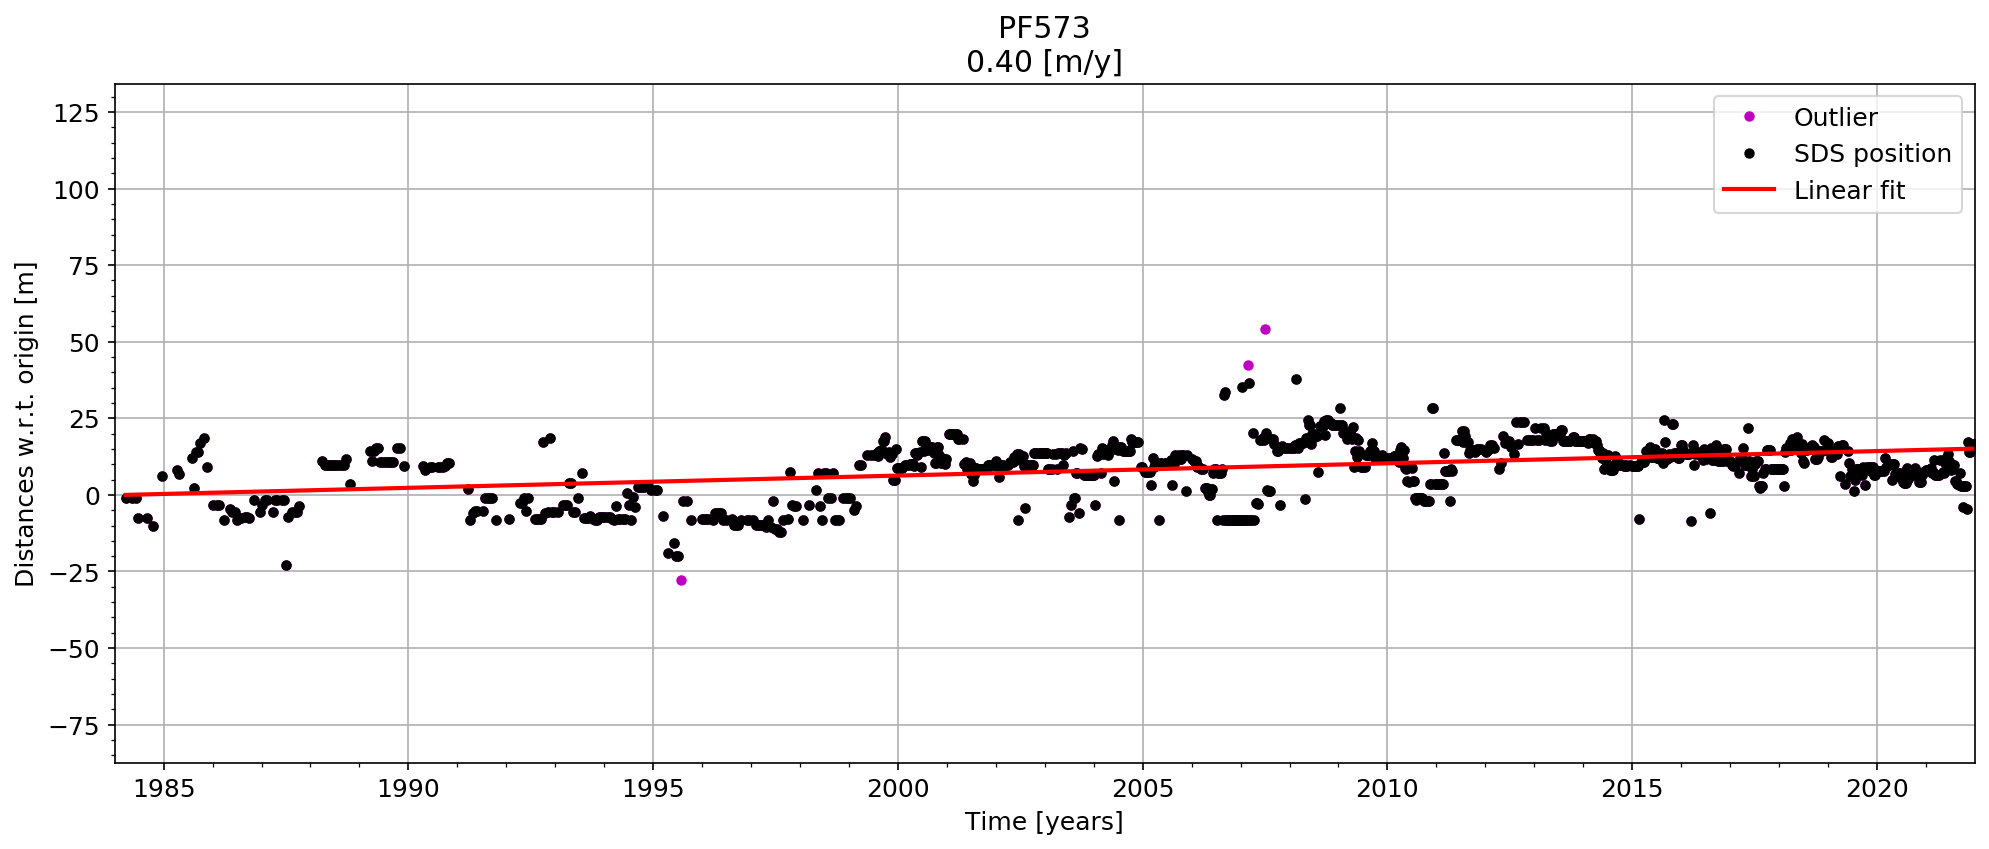 PF573
0.40 [m/y]
125
100
75
50
25
0
−25
−50
−75
Distances w.r.t. origin [m]
Outlier
SDS position
Linear fit
1985 1990 1995 2000 2005 2010 2015 2020
Time [years]